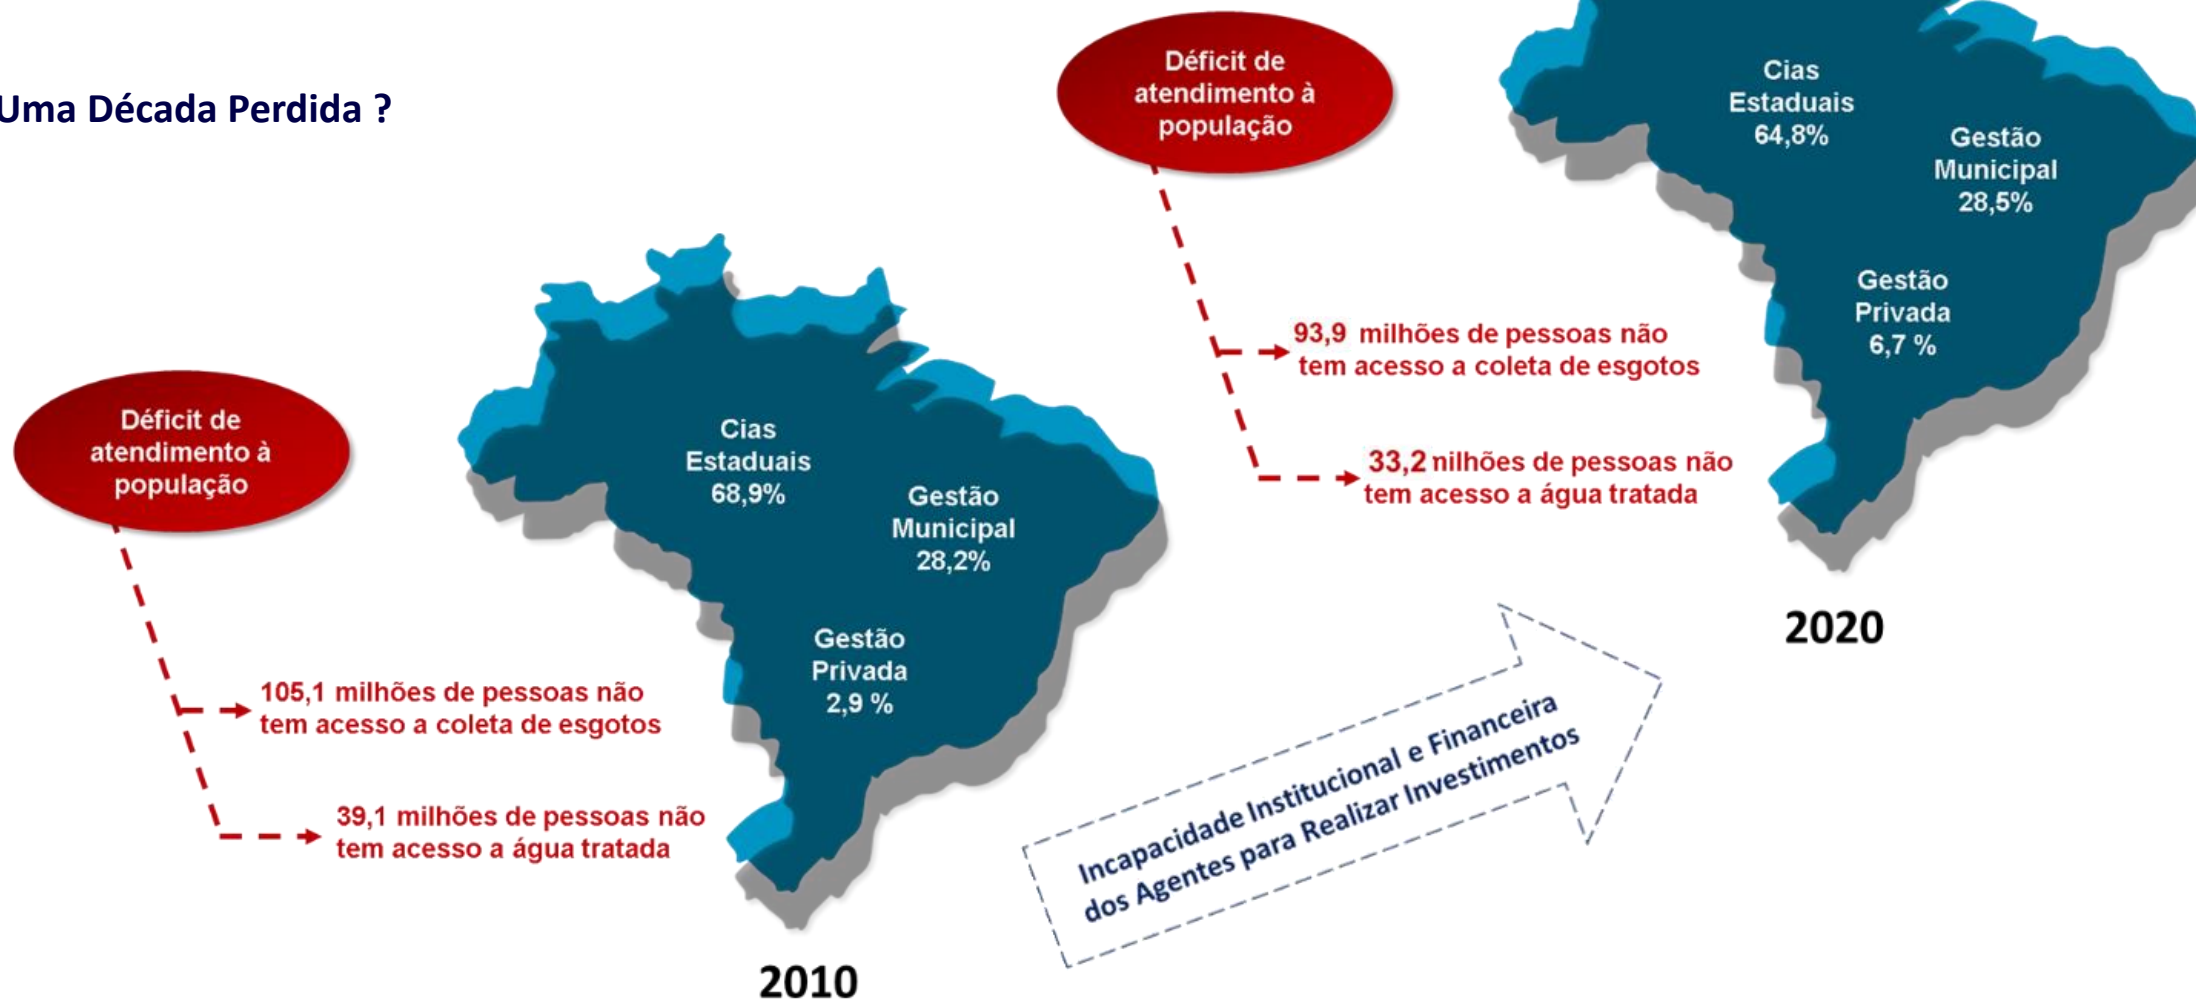 Uma Década Perdida ?
Déficit de
atendimento à
população
Cias
Estaduais
68,9%
Gestão
Municipal
28,2%
Gestão
Privada
2,9 %
105,1 milhões de pessoas não
tem acesso a coleta de esgotos
39,1 milhões de pessoas não
tem acesso a água tratada
2010
Incapacidade Institucional e Financeira
dos Agentes para Realizar Investimentos
Déficit de
atendimento à
população
Cias
Estaduais
64,8%
Gestão
Municipal
28,5%
Gestão
Privada
6,7 %
93,9 milhões de pessoas não
tem acesso a coleta de esgotos
33,2 nilhões de pessoas não
tem acesso a água tratada
2020